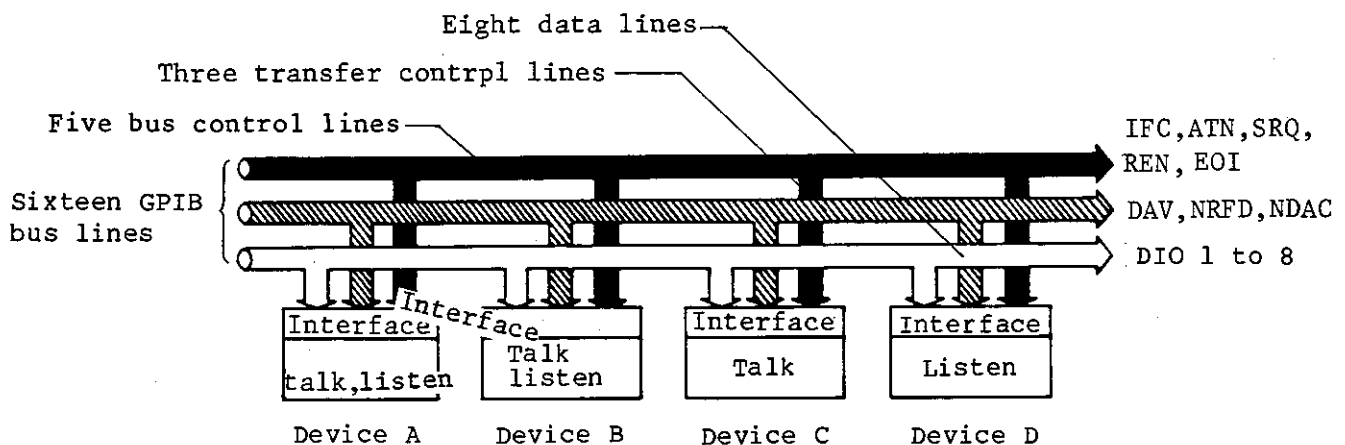 Eight data lines
Three transfer contrpl lines
Five bus control lines
IFC,ATN,SRQ,
REN, EOI
Sixteen GPIB
bus lines
DAV,NRFD,NDAC
DIO 1 to 8
Interface
Interface
Interface
Interface
talk,listen
Talk
listen
Talk
Listen
Device A
Device B
Device C
Device D